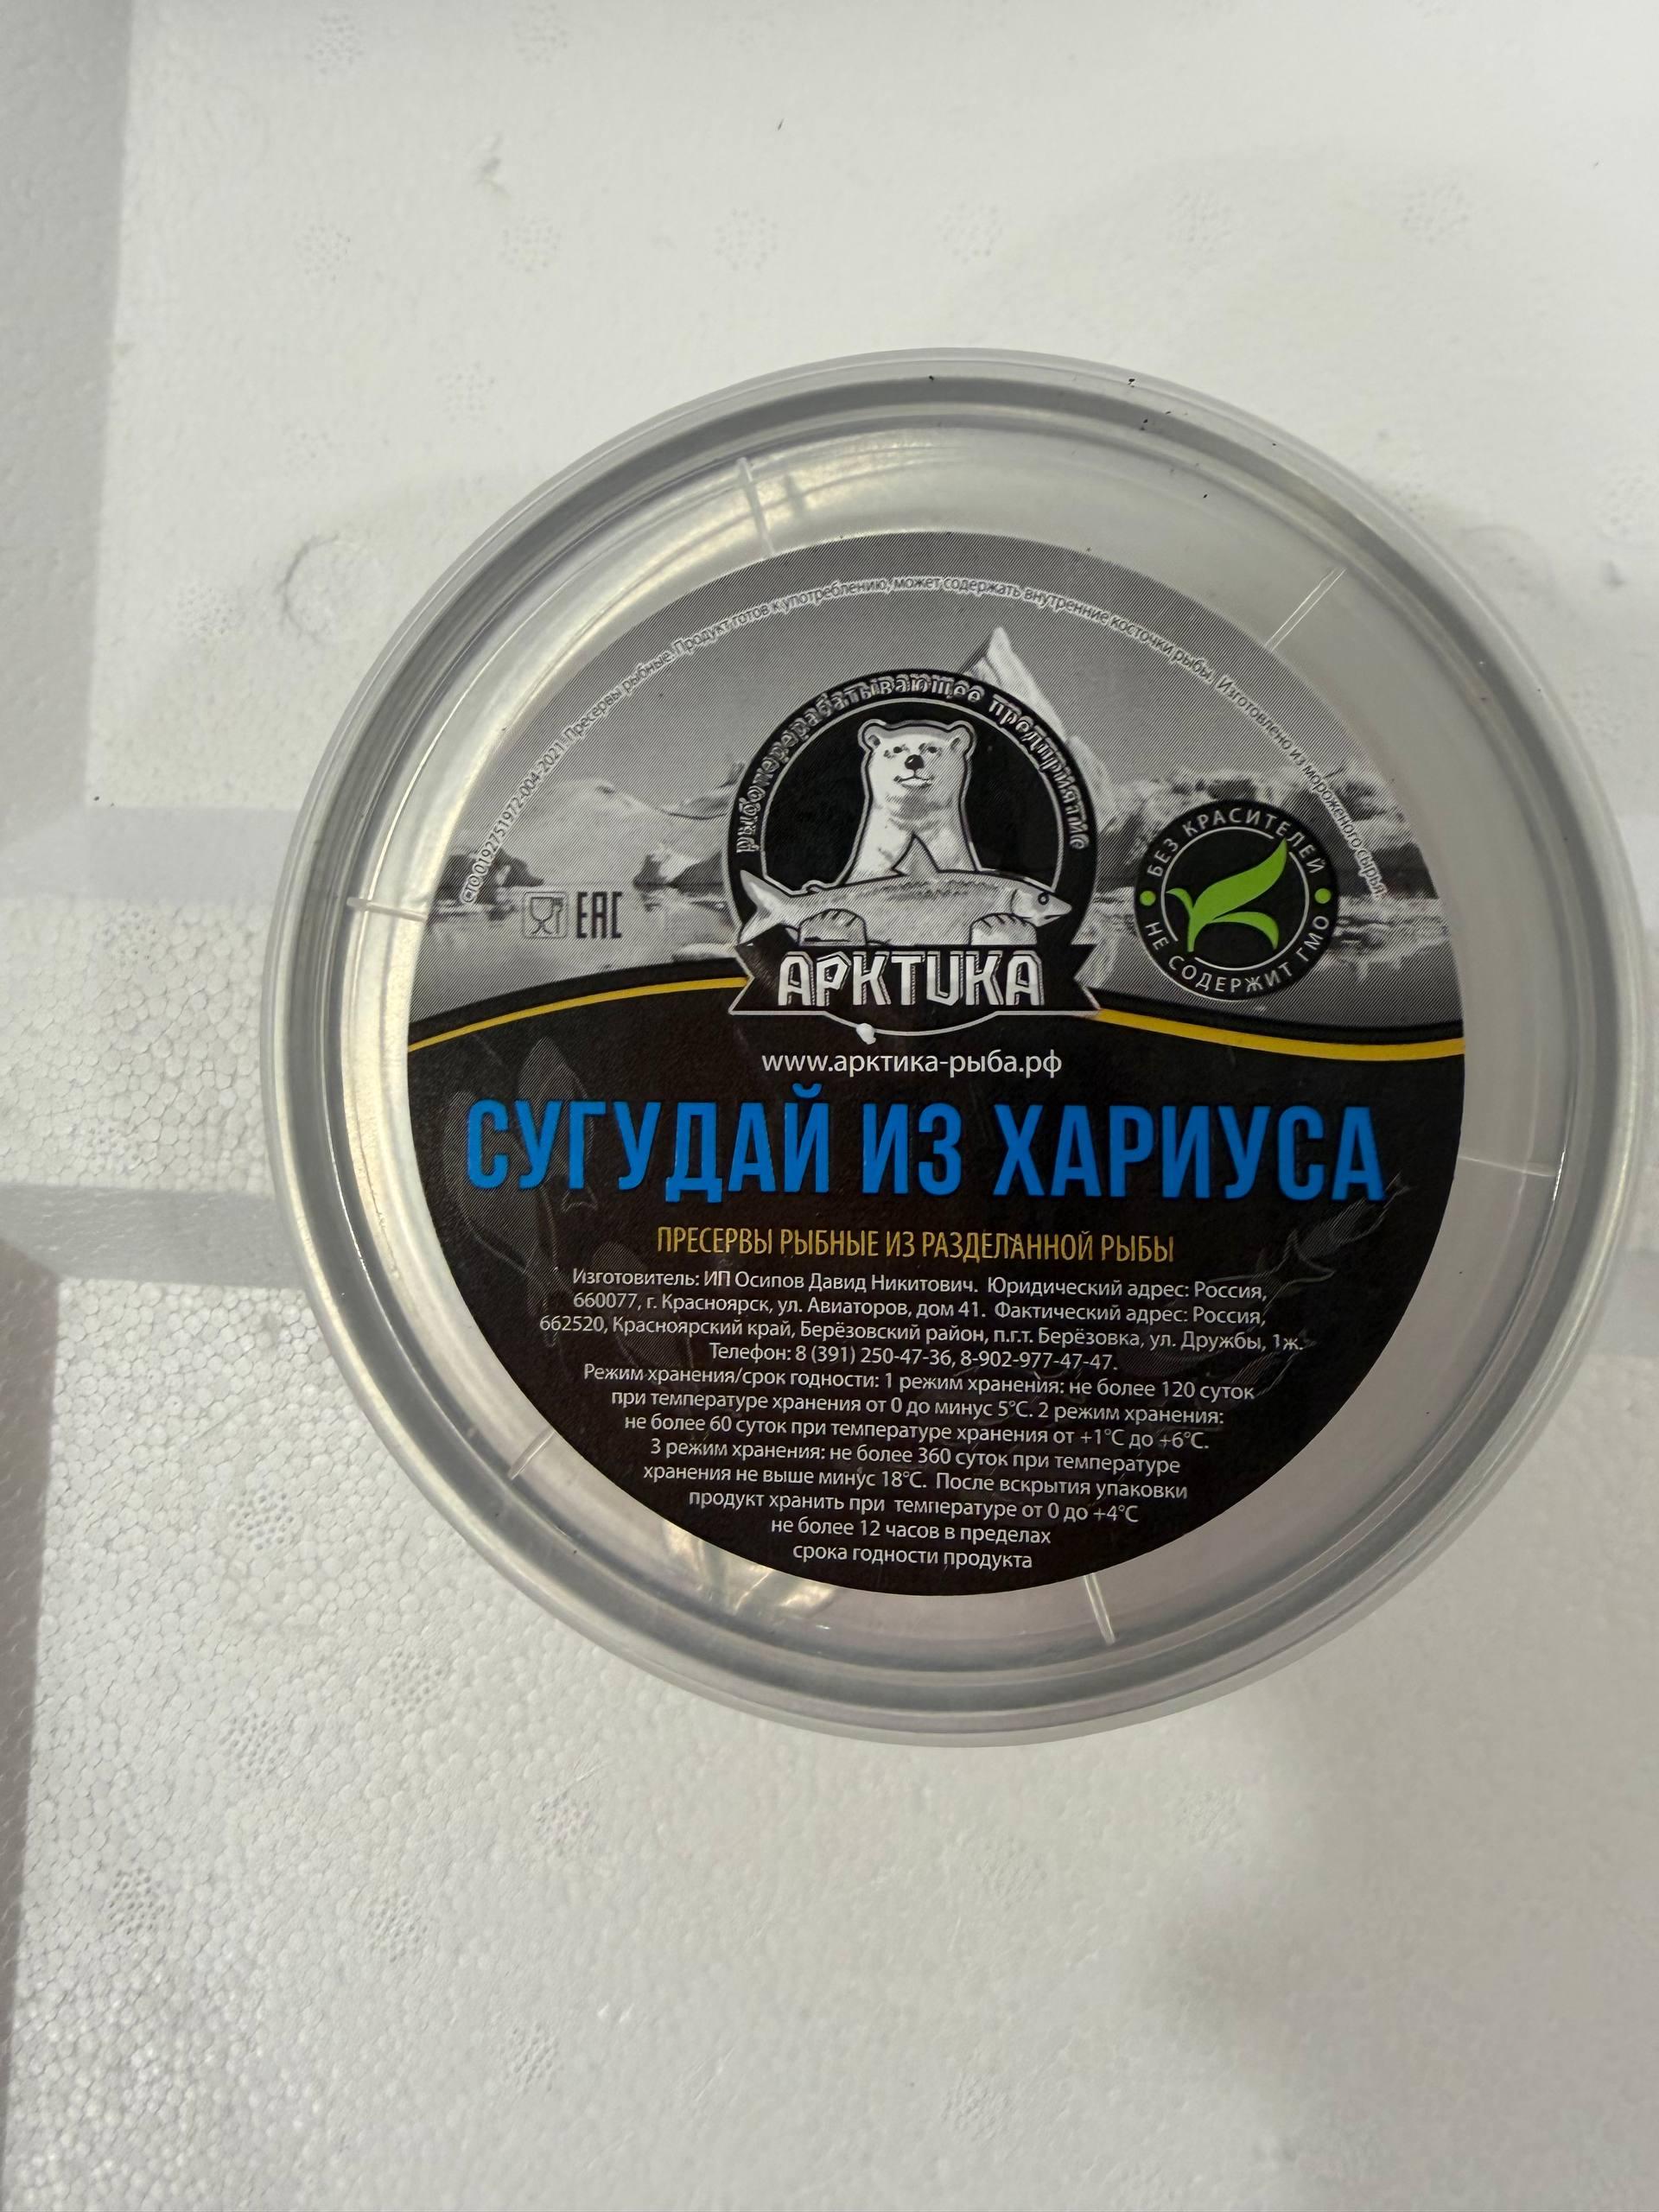 СТО 0192751972-004-2021. Пресервы рыбные. Продукт готов к употреблению, может содержать внутренние косточки рыбы. Изготовлено из мороженого сырья.
рыбоперерабатывающее предприятие
АРКТИКА
EAC
БЕЗ КРАСИТЕЛЕЙ
НЕ СОДЕРЖИТ ГМО
www.арктика-рыба.рф
СУГУДАЙ ИЗ ХАРИУСА
ПРЕСЕРВЫ РЫБНЫЕ ИЗ РАЗДЕЛАННОЙ РЫБЫ
Изготовитель: ИП Осипов Давид Никитович. Юридический адрес: Россия,
660077, г. Красноярск, ул. Авиаторов, дом 41. Фактический адрес: Россия,
662520, Красноярский край, Берёзовский район, п.г.т. Берёзовка, ул. Дружбы, 1ж.
Телефон: 8 (391) 250-47-36, 8-902-977-47-47.
Режим хранения/срок годности: 1 режим хранения: не более 120 суток
при температуре хранения от 0 до минус 5°С. 2 режим хранения:
не более 60 суток при температуре хранения от +1°С до +6°С.
3 режим хранения: не более 360 суток при температуре
хранения не выше минус 18°С. После вскрытия упаковки
продукт хранить при температуре от 0 до +4°С
не более 12 часов в пределах
срока годности продукта